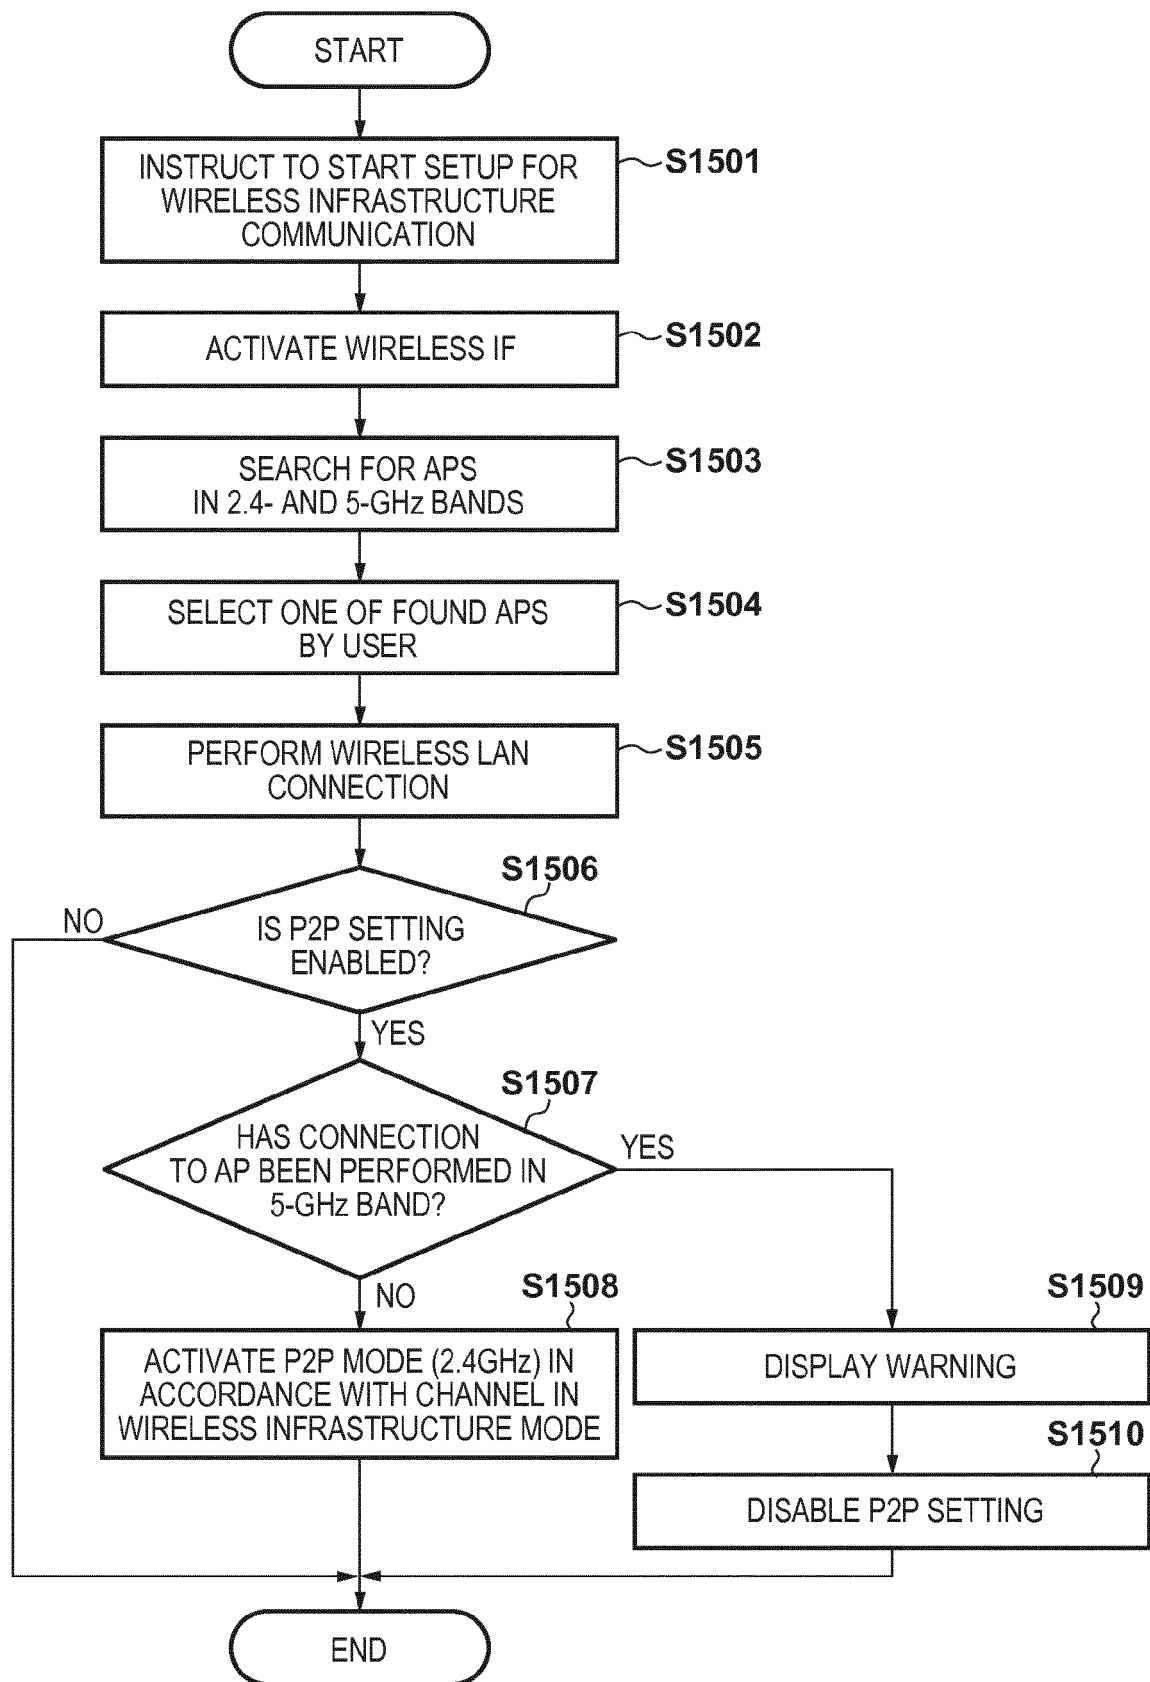 START
INSTRUCT TO START SETUP FOR
WIRELESS INFRASTRUCTURE
COMMUNICATION
S1501
ACTIVATE WIRELESS IF
S1502
SEARCH FOR APS
IN 2.4- AND 5-GHz BANDS
S1503
SELECT ONE OF FOUND APS
BY USER
S1504
PERFORM WIRELESS LAN
CONNECTION
S1505
S1506
NO
IS P2P SETTING
ENABLED?
YES
S1507
HAS CONNECTION
TO AP BEEN PERFORMED IN
5-GHz BAND?
YES
NO
S1508
ACTIVATE P2P MODE (2.4GHz) IN
ACCORDANCE WITH CHANNEL IN
WIRELESS INFRASTRUCTURE MODE
S1509
DISPLAY WARNING
S1510
DISABLE P2P SETTING
END